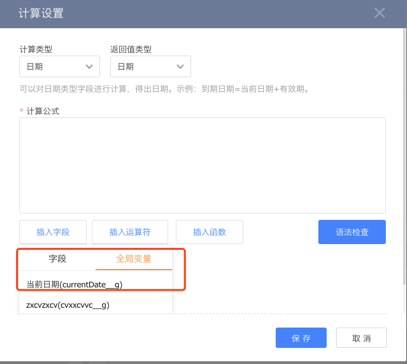 计算设置
计算类型 返回值类型
日期 日期
可以对日期类型字段进行计算、得出日期。示例：到期日期=当前日期+有效期。
* 计算公式
插入字段 插入运算符 插入函数 语法检查
字段 全局变量
当前日期(currentDate__g)
zxcvzxcv(cvxxcvvc__g)
保 存 取 消